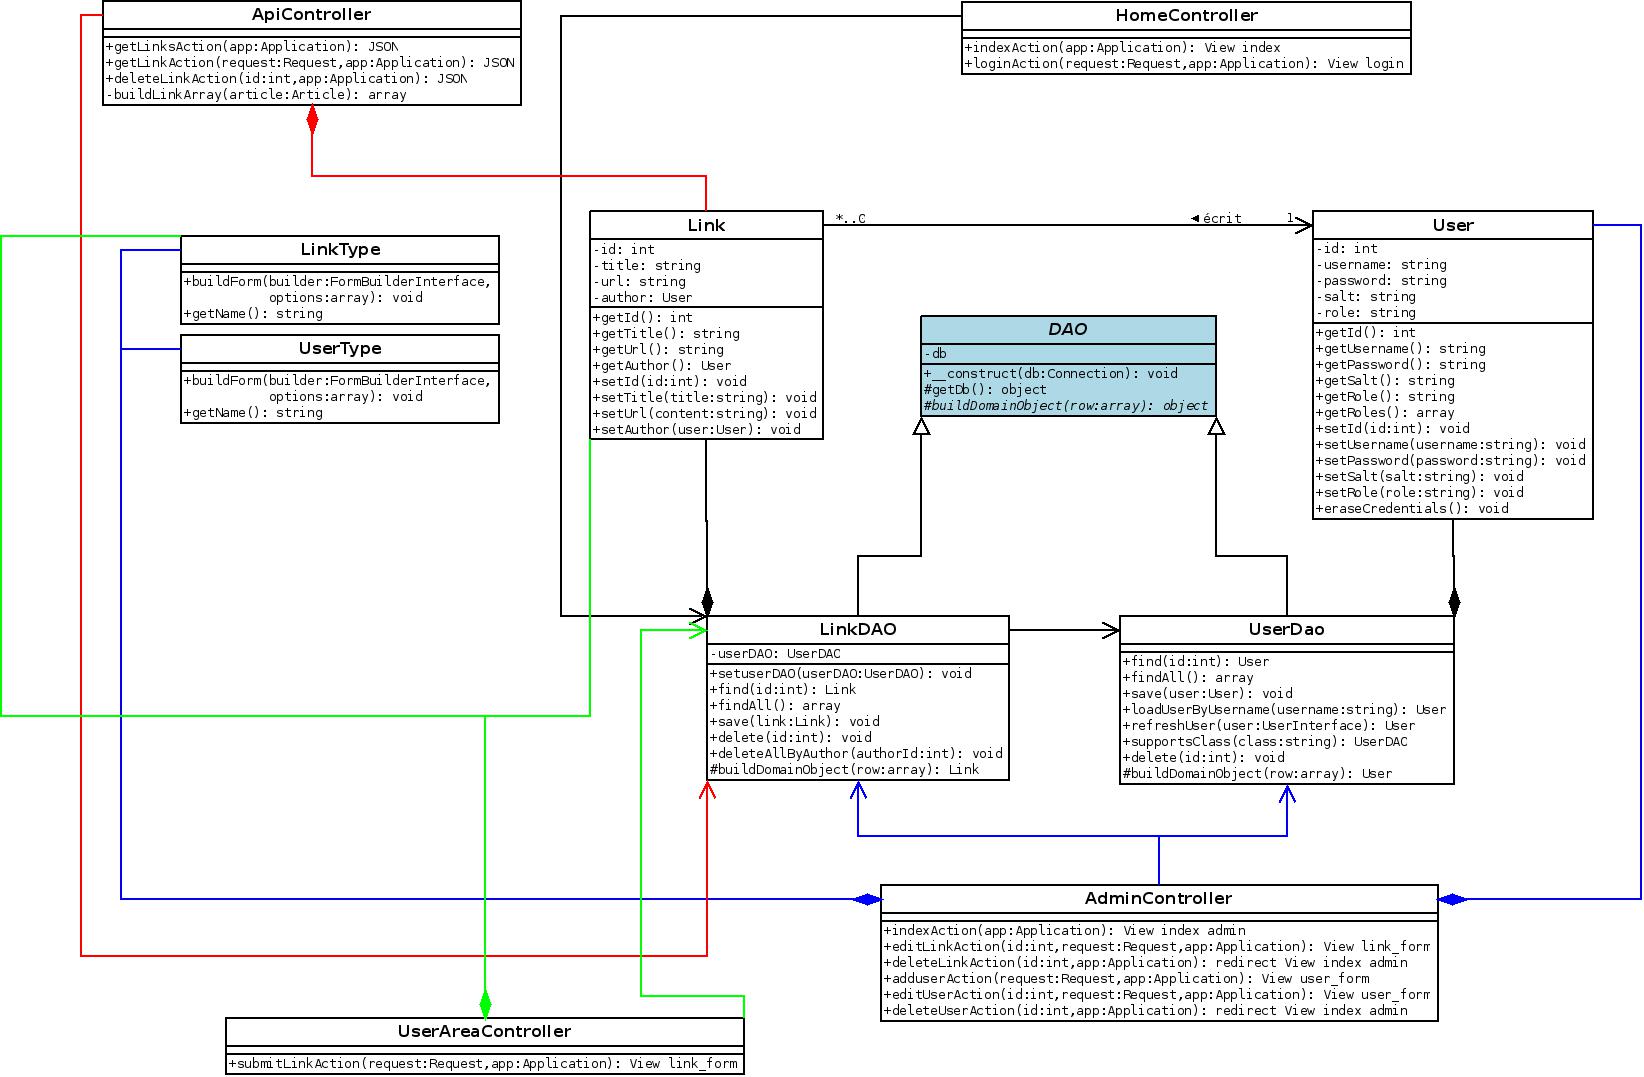 ApiController
+getLinksAction(app:Application): JSON
+getLinkAction(request:Request,app:Application): JSON
+deleteLinkAction(id:int,app:Application): JSON
-buildLinkArray(article:Article): array
HomeController
+indexAction(app:Application): View index
+loginAction(request:Request,app:Application): View login
LinkType
+buildForm(builder:FormBuilderInterface,
options:array): void
+getName(): string
UserType
+buildForm(builder:FormBuilderInterface,
options:array): void
+getName(): string
Link
-id: int
-title: string
-url: string
-author: User
+getId(): int
+getTitle(): string
+getUrl(): string
+getAuthor(): User
+setId(id:int): void
+setTitle(title:string): void
+setUrl(content:string): void
+setAuthor(user:User): void
*..0
◄ écrit
1
User
-id: int
-username: string
-password: string
-salt: string
-role: string
+getId(): int
+getUsername(): string
+getPassword(): string
+getSalt(): string
+getRole(): string
+getRoles(): array
+setId(id:int): void
+setUsername(username:string): void
+setPassword(password:string): void
+setSalt(salt:string): void
+setRole(role:string): void
+eraseCredentials(): void
DAO
-db
+__construct(db:Connection): void
#getDb(): object
#buildDomainObject(row:array): object
LinkDAO
-userDAO: UserDAO
+setuserDAO(userDAO:UserDAO): void
+find(id:int): Link
+findAll(): array
+save(link:Link): void
+delete(id:int): void
+deleteAllByAuthor(authorId:int): void
#buildDomainObject(row:array): Link
UserDao
+find(id:int): User
+findAll(): array
+save(user:User): void
+loadUserByUsername(username:string): User
+refreshUser(user:UserInterface): User
+supportsClass(class:string): UserDAO
+delete(id:int): void
#buildDomainObject(row:array): User
AdminController
+indexAction(app:Application): View index admin
+editLinkAction(id:int,request:Request,app:Application): View link_form
+deleteLinkAction(id:int,app:Application): redirect View index admin
+adduserAction(request:Request,app:Application): View user_form
+editUserAction(id:int,request:Request,app:Application): View user_form
+deleteUserAction(id:int,app:Application): redirect View index admin
UserAreaController
+submitLinkAction(request:Request,app:Application): View link_form